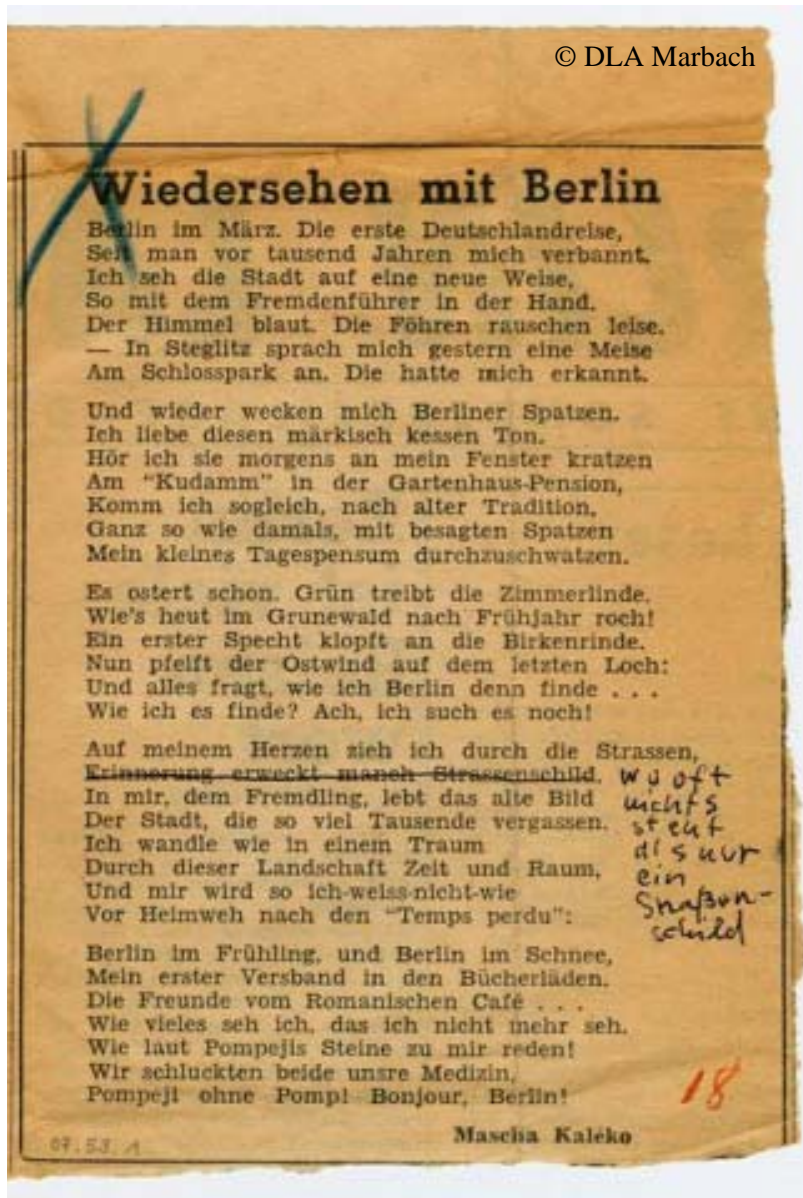 © DLA Marbach
Wiedersehen mit Berlin
Berlin im März. Die erste Deutschlandreise,
Seit man vor tausend Jahren mich verbannt.
Ich seh die Stadt auf eine neue Weise,
So mit dem Fremdenführer in der Hand.
Der Himmel blaut. Die Föhren rauschen leise.
— In Steglitz sprach mich gestern eine Meise
Am Schlosspark an. Die hatte mich erkannt.
Und wieder wecken mich Berliner Spatzen.
Ich liebe diesen märkisch kessen Ton.
Hör ich sie morgens an mein Fenster kratzen
Am "Kudamm" in der Gartenhaus-Pension,
Komm ich sogleich, nach alter Tradition,
Ganz so wie damals, mit besagten Spatzen
Mein kleines Tagespensum durchzuschwatzen.
Es ostert schon. Grün treibt die Zimmerlinde.
Wie's heut im Grunewald nach Frühjahr roch!
Ein erster Specht klopft an die Birkenrinde.
Nun pfeift der Ostwind auf dem letzten Loch:
Und alles fragt, wie ich Berlin denn finde . . .
Wie ich es finde? Ach, ich such es noch!
Auf meinem Herzen zieh ich durch die Strassen,
Erinnerung erweckt manch Strassenschild.
wo oft
nichts
steht
als nur
ein
Straßen-
schild
In mir, dem Fremdling, lebt das alte Bild
Der Stadt, die so viel Tausende vergassen.
Ich wandle wie in einem Traum
Durch dieser Landschaft Zeit und Raum,
Und mir wird so ich-weiss-nicht-wie
Vor Heimweh nach den "Temps perdu":
Berlin im Frühling, und Berlin im Schnee,
Mein erster Versband in den Bücherläden.
Die Freunde vom Romanischen Café . . .
Wie vieles seh ich, das ich nicht mehr seh.
Wie laut Pompejis Steine zu mir reden!
Wir schluckten beide unsre Medizin,
Pompeji ohne Pomp! Bonjour, Berlin!
18
Mascha Kaléko
07.53.1